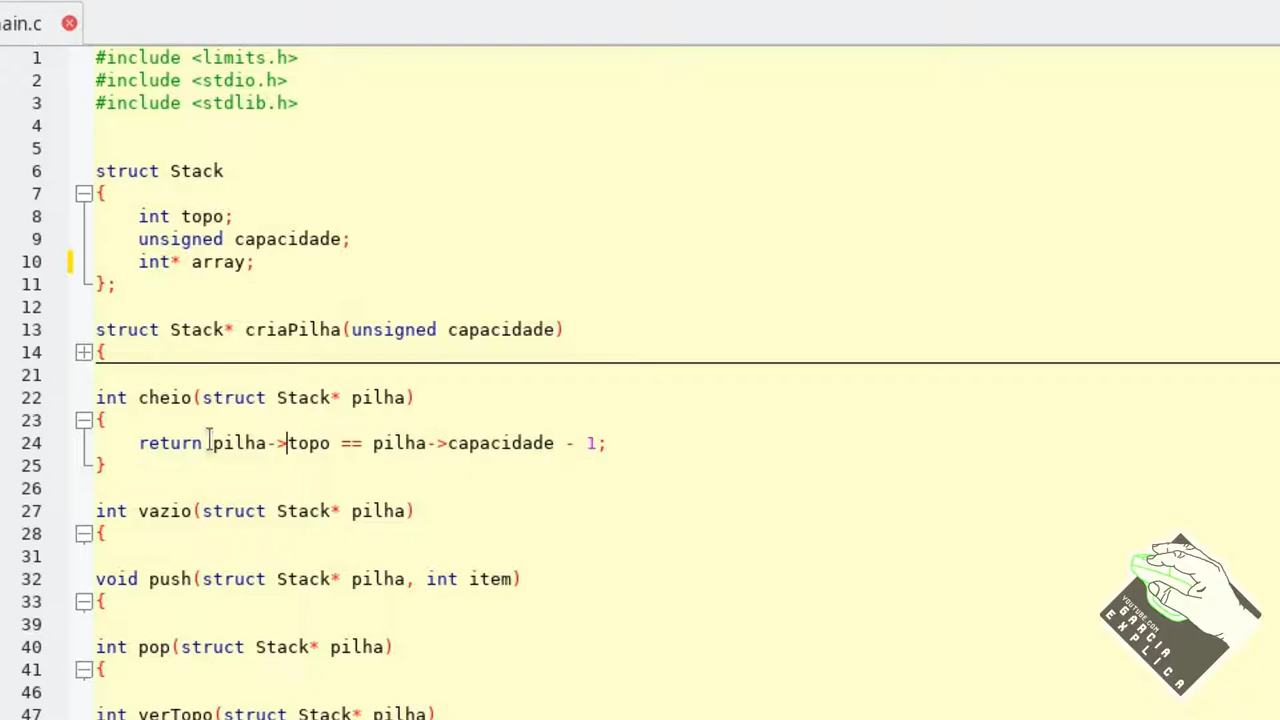 ain.c
1 #include <limits.h>
2 #include <stdio.h>
3 #include <stdlib.h>
4
5
6 struct Stack
7 {
8 int topo;
9 unsigned capacidade;
10 int* array;
11 };
12
13 struct Stack* criaPilha(unsigned capacidade)
14 {
21
22 int cheio(struct Stack* pilha)
23 {
24 return pilha->topo == pilha->capacidade - 1;
25 }
26
27 int vazio(struct Stack* pilha)
28 {
31
32 void push(struct Stack* pilha, int item)
33 {
39
40 int pop(struct Stack* pilha)
41 {
46
47 int verTopo(struct Stack* pilha)
YOUTUBE.COM
GARCIA
EXPLICA